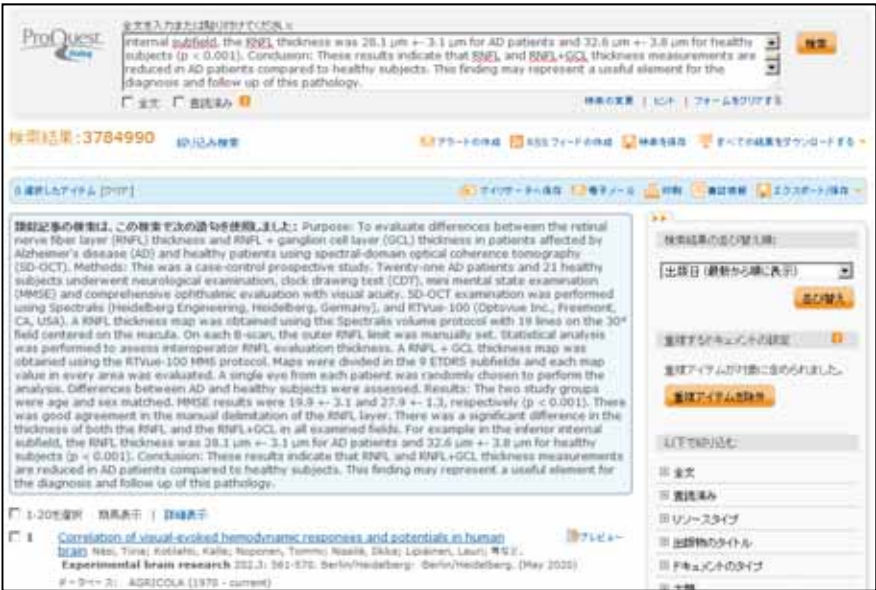 ProQuest
Dialog
全文を入力または貼り付けてください。:
internal subfield, the RNFL thickness was 28.1 μm +- 3.1 μm for AD patients and 32.6 μm +- 3.8 μm for healthy
subjects (p < 0.001). Conclusion: These results indicate that RNFL and RNFL+GCL thickness measurements are
reduced in AD patients compared to healthy subjects. This finding may represent a useful element for the
diagnosis and follow up of this pathology.
検索
全文 査読済み
検索の変更 | ヒント | フォームをクリアする
検索結果:3784990 絞り込み検索
アラートの作成 RSS フィードの作成 検索を保存 すべての結果をダウンロードする
0 選択したアイテム [クリア]
マイリサーチへ保存 電子メール 印刷 書誌情報 エクスポート/保存
類似記事の検索は、この検索で次の語句を使用しました: Purpose: To evaluate differences between the retinal
nerve fiber layer (RNFL) thickness and RNFL + ganglion cell layer (GCL) thickness in patients affected by
Alzheimer's disease (AD) and healthy patients using spectral-domain optical coherence tomography
(SD-OCT). Methods: This was a case-control prospective study. Twenty-one AD patients and 21 healthy
subjects underwent neurological examination, clock drawing test (CDT), mini mental state examination
(MMSE) and comprehensive ophthalmic evaluation with visual acuity. SD-OCT examination was performed
using Spectralis (Heidelberg Engineering, Heidelberg, Germany), and RTVue-100 (Optovue Inc., Freemont,
CA, USA). A RNFL thickness map was obtained using the Spectralis volume protocol with 19 lines on the 30°
field centered on the macula. On each B-scan, the outer RNFL limit was manually set. Statistical analysis
was performed to assess interoperator RNFL evaluation thickness. A RNFL + GCL thickness map was
obtained using the RTVue-100 MM6 protocol. Maps were divided in the 9 ETDRS subfields and each map
value in every area was evaluated. A single eye from each patient was randomly chosen to perform the
analysis. Differences between AD and healthy subjects were assessed. Results: The two study groups
were age and sex matched. MMSE results were 19.9 +- 3.1 and 27.9 +- 1.3, respectively (p < 0.001). There
was good agreement in the manual delimitation of the RNFL layer. There was a significant difference in the
thickness of both the RNFL and the RNFL+GCL in all examined fields. For example in the inferior internal
subfield, the RNFL thickness was 28.1 μm +- 3.1 μm for AD patients and 32.6 μm +- 3.8 μm for healthy
subjects (p < 0.001). Conclusion: These results indicate that RNFL and RNFL+GCL thickness measurements
are reduced in AD patients compared to healthy subjects. This finding may represent a useful element for
the diagnosis and follow up of this pathology.
1-20を選択 簡易表示 | 詳細表示
1 Correlation of visual-evoked hemodynamic responses and potentials in human
プレビュー
brain Näsi, Tiina; Kotilahti, Kalle; Noponen, Tommi; Nissilä, Ilkka; Lipiäinen, Lauri; 等など.
Experimental brain research 202.3: 561-570. Berlin/Heidelberg: Berlin/Heidelberg. (May 2020)
データベース: AGRICOLA (1970 - current)
検索結果の並び替え順:
出版日 (最新から順に表示)
並び替え
重複するドキュメントの設定
重複アイテムが対象に含められました。
重複アイテムを除外
以下で絞り込む:
全文
査読済み
リソースタイプ
出版物のタイトル
ドキュメントのタイプ
主題